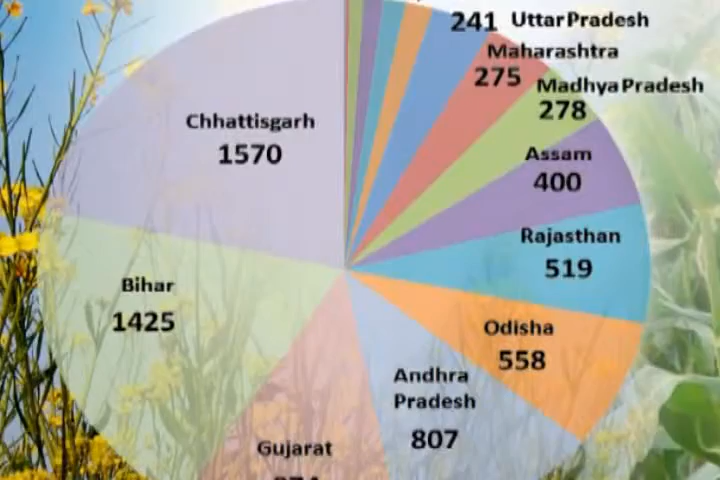 241 Uttar Pradesh
Maharashtra
275
Madhya Pradesh
278
Chhattisgarh
1570
Assam
400
Rajasthan
519
Bihar
1425
Odisha
558
Andhra
Pradesh
807
Gujarat